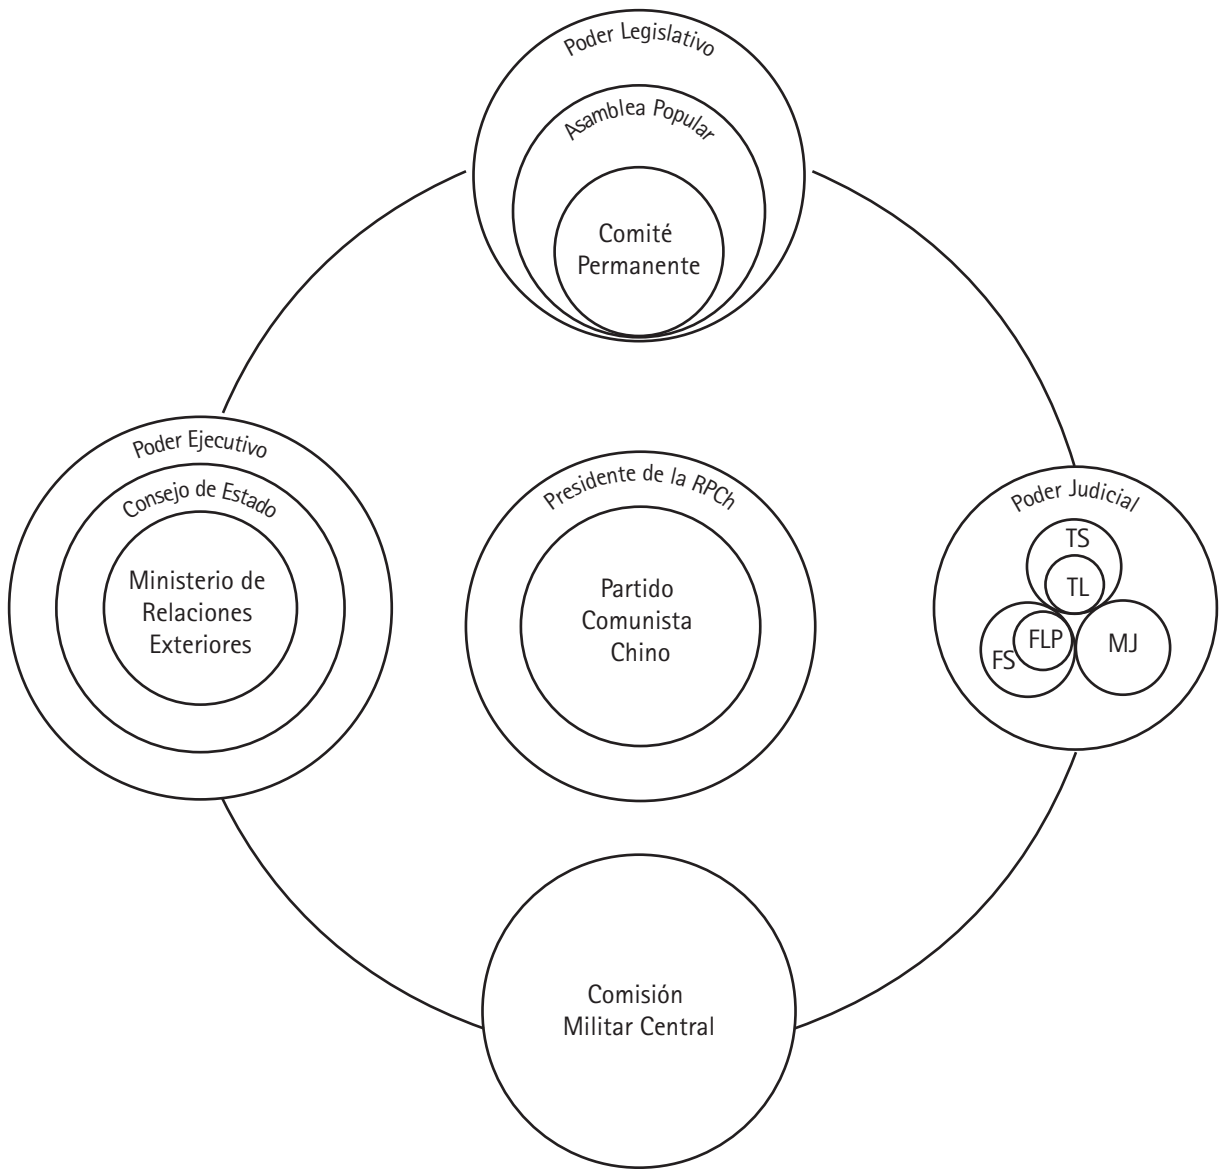 Poder Legislativo
Asamblea Popular
Comité
Permanente
Poder Ejecutivo
Consejo de Estado
Ministerio de
Relaciones
Exteriores
Presidente de la RPCh
Partido
Comunista
Chino
Poder Judicial
TS
TL
FLP
FS
MJ
Comisión
Militar Central